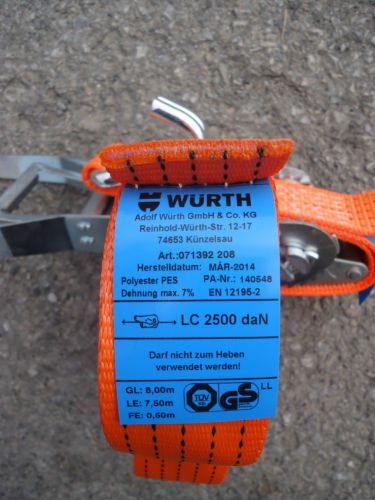 WÜRTH
Adolf Würth GmbH & Co. KG
Reinhold-Würth-Str. 12-17
74653 Künzelsau
Art.:071392 208
Herstelldatum: MÄR-2014
Polyester PES PA-Nr.: 140548
Dehnung max. 7% EN 12195-2
LC 2500 daN
Darf nicht zum Heben
verwendet werden!
GL: 8,00m
LE: 7,50m
FE: 0,50m
TÜV
GS
LL